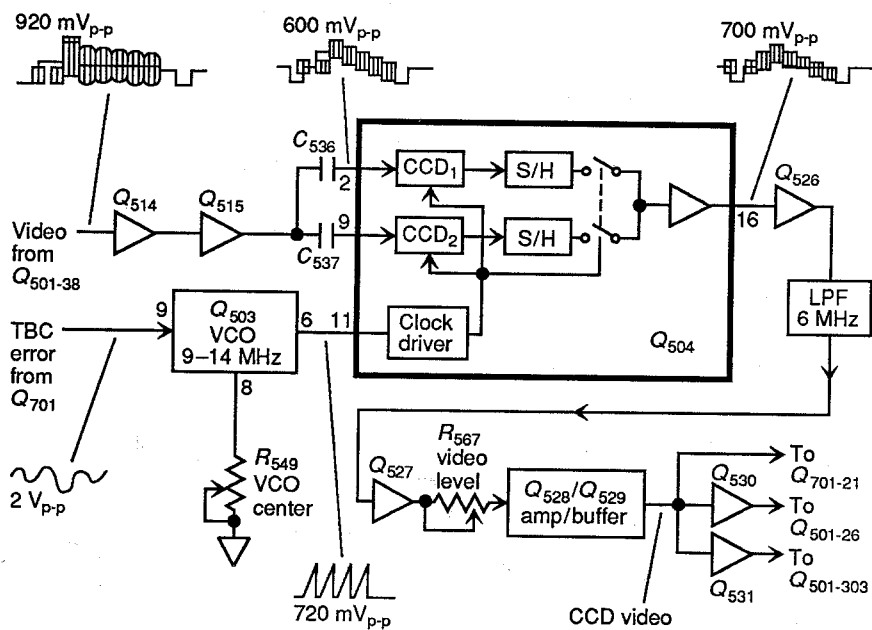 920 mVp-p
600 mVp-p
700 mVp-p
C536
2
CCD1
S/H
Q514
Q515
Q526
16
9
CCD2
S/H
C537
Video
from
Q501-38
LPF
6 MHz
9
Q503
VCO
9–14 MHz
6
11
Clock
driver
Q504
TBC
error
from
Q701
8
R549
VCO
center
2 Vp-p
Q527
R567
video
level
Q528/Q529
amp/buffer
To
Q701-21
Q530
To
Q501-26
To
Q501-303
Q531
720 mVp-p
CCD video